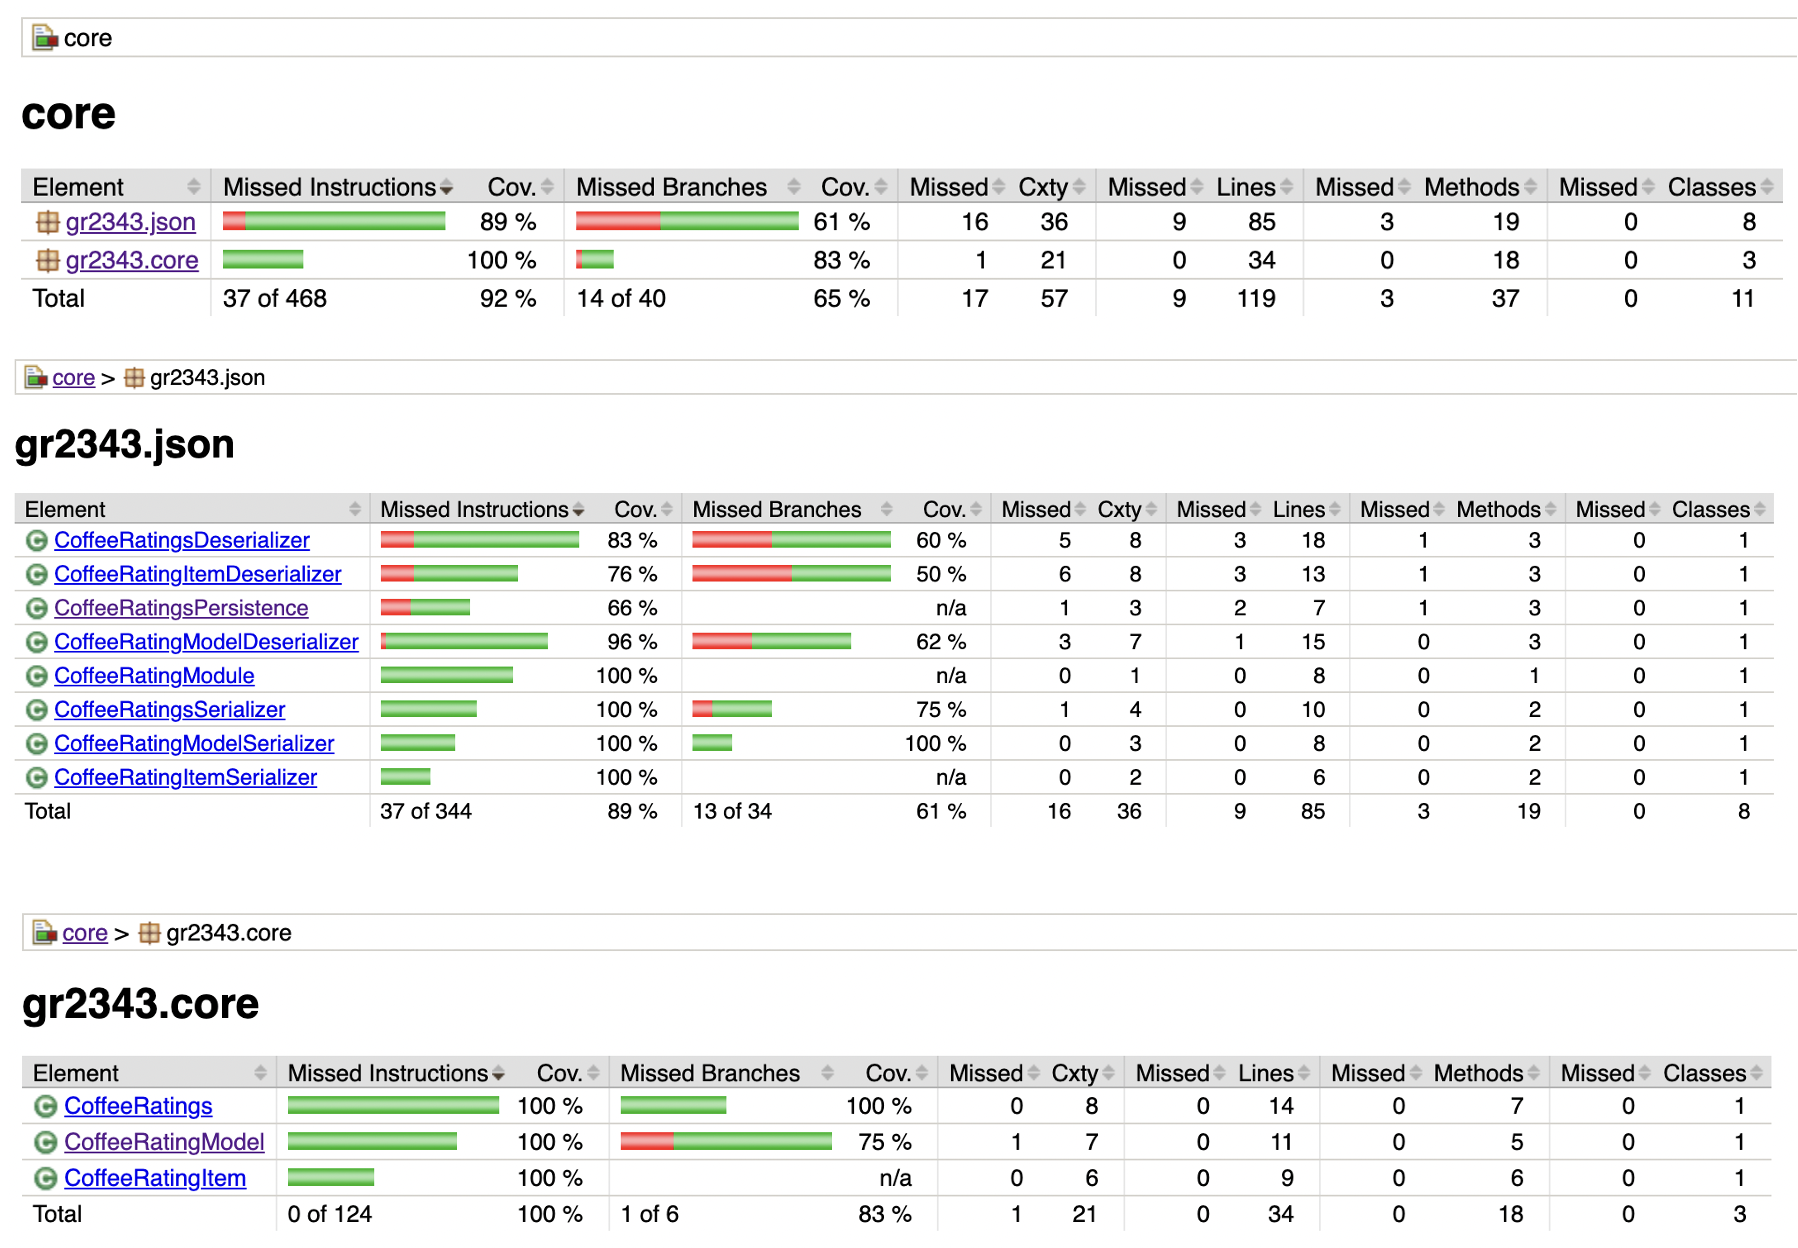 core
core
Element Missed Instructions Cov. Missed Branches Cov. Missed Cxty Missed Lines Missed Methods Missed Classes
gr2343.json 89 % 61 % 16 36 9 85 3 19 0 8
gr2343.core 100 % 83 % 1 21 0 34 0 18 0 3
Total 37 of 468 92 % 14 of 40 65 % 17 57 9 119 3 37 0 11
core > gr2343.json
gr2343.json
Element Missed Instructions Cov. Missed Branches Cov. Missed Cxty Missed Lines Missed Methods Missed Classes
CoffeeRatingsDeserializer 83 % 60 % 5 8 3 18 1 3 0 1
CoffeeRatingItemDeserializer 76 % 50 % 6 8 3 13 1 3 0 1
CoffeeRatingsPersistence 66 % n/a 1 3 2 7 1 3 0 1
CoffeeRatingModelDeserializer 96 % 62 % 3 7 1 15 0 3 0 1
CoffeeRatingModule 100 % n/a 0 1 0 8 0 1 0 1
CoffeeRatingsSerializer 100 % 75 % 1 4 0 10 0 2 0 1
CoffeeRatingModelSerializer 100 % 100 % 0 3 0 8 0 2 0 1
CoffeeRatingItemSerializer 100 % n/a 0 2 0 6 0 2 0 1
Total 37 of 344 89 % 13 of 34 61 % 16 36 9 85 3 19 0 8
core > gr2343.core
gr2343.core
Element Missed Instructions Cov. Missed Branches Cov. Missed Cxty Missed Lines Missed Methods Missed Classes
CoffeeRatings 100 % 100 % 0 8 0 14 0 7 0 1
CoffeeRatingModel 100 % 75 % 1 7 0 11 0 5 0 1
CoffeeRatingItem 100 % n/a 0 6 0 9 0 6 0 1
Total 0 of 124 100 % 1 of 6 83 % 1 21 0 34 0 18 0 3